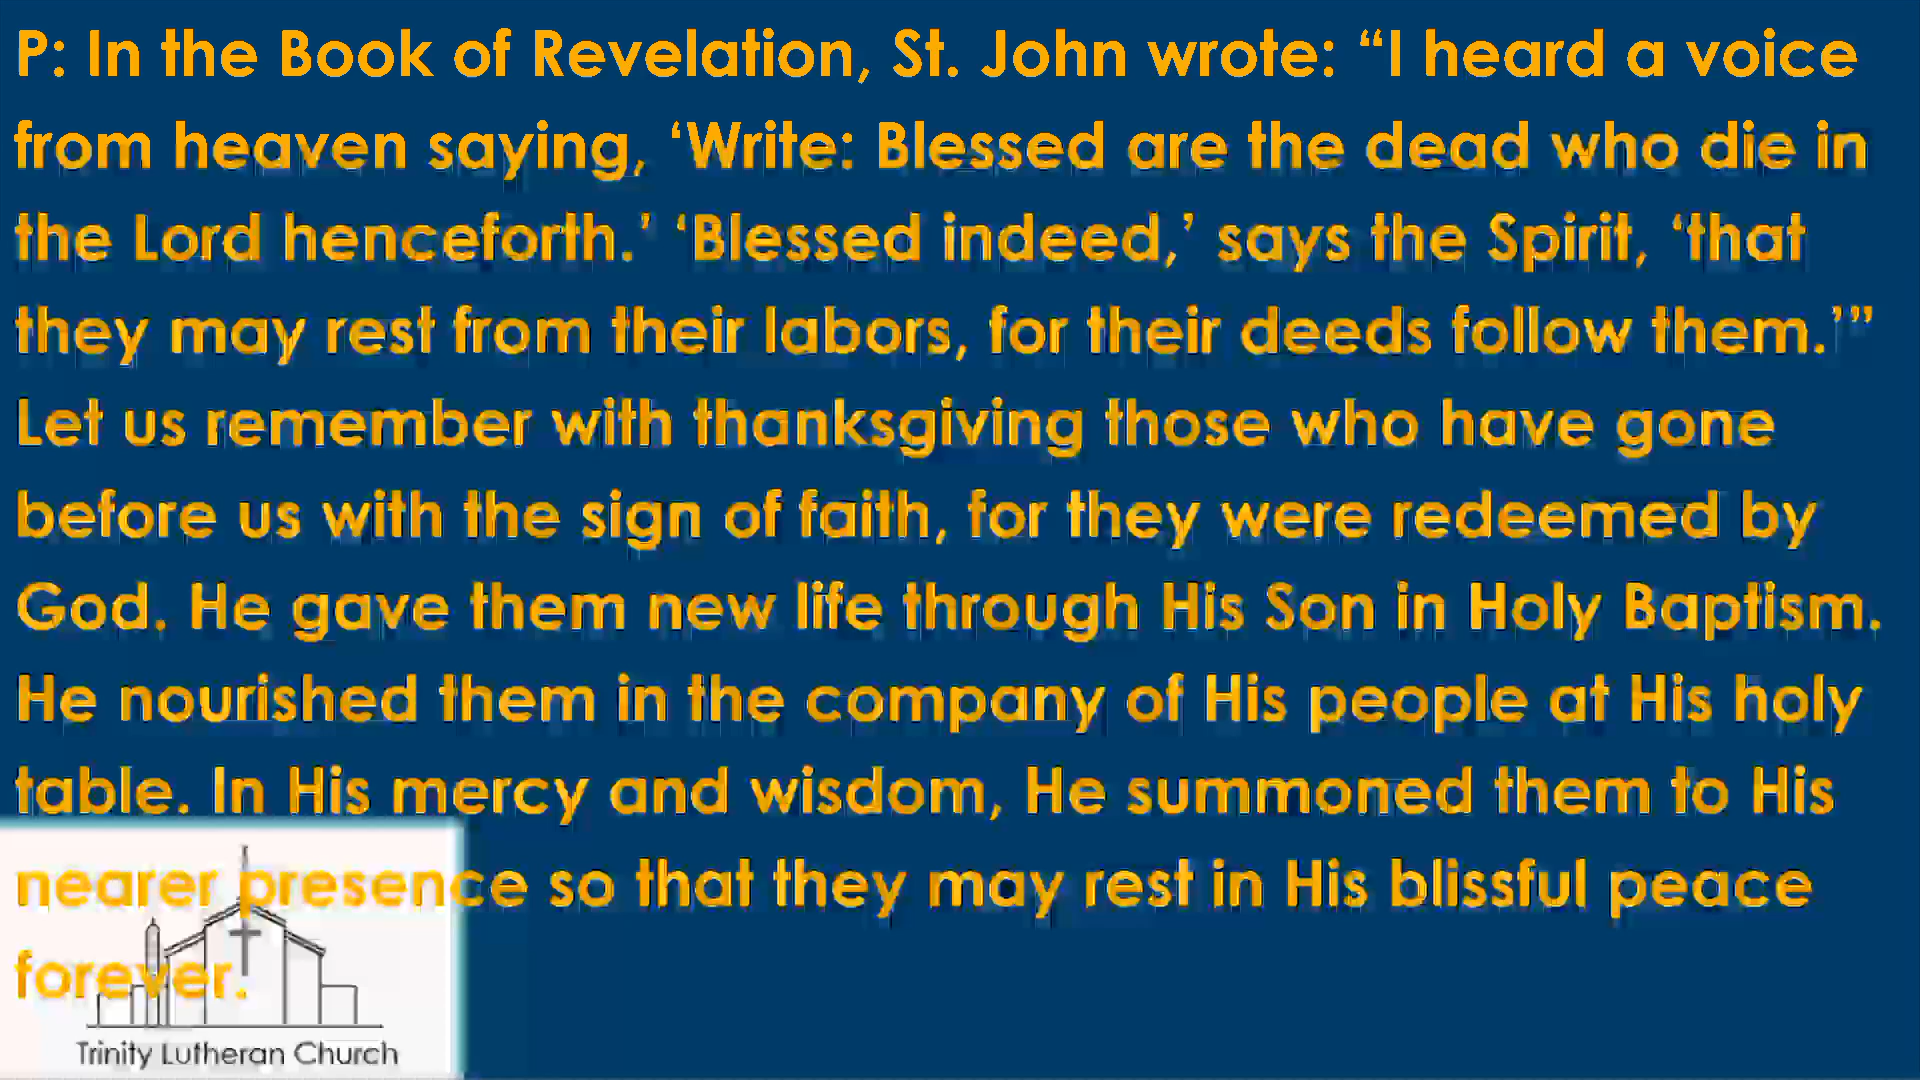 P: In the Book of Revelation, St. John wrote: “I heard a voice
from heaven saying, ‘Write: Blessed are the dead who die in
the Lord henceforth.’ ‘Blessed indeed,’ says the Spirit, ‘that
they may rest from their labors, for their deeds follow them.’”
Let us remember with thanksgiving those who have gone
before us with the sign of faith, for they were redeemed by
God. He gave them new life through His Son in Holy Baptism.
He nourished them in the company of His people at His holy
table. In His mercy and wisdom, He summoned them to His
nearer presence so that they may rest in His blissful peace
forever.
Trinity Lutheran Church